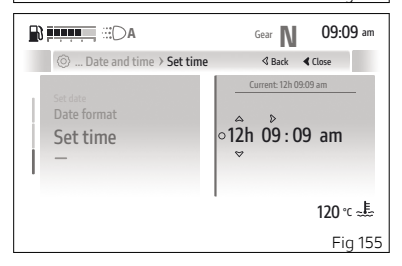 A Gear N 09:09 am
... Date and time > Set time Back Close
Current: 12h 09:09 am
Set date
Date format
Set time
12h 09 : 09 am
120 °C
Fig 155